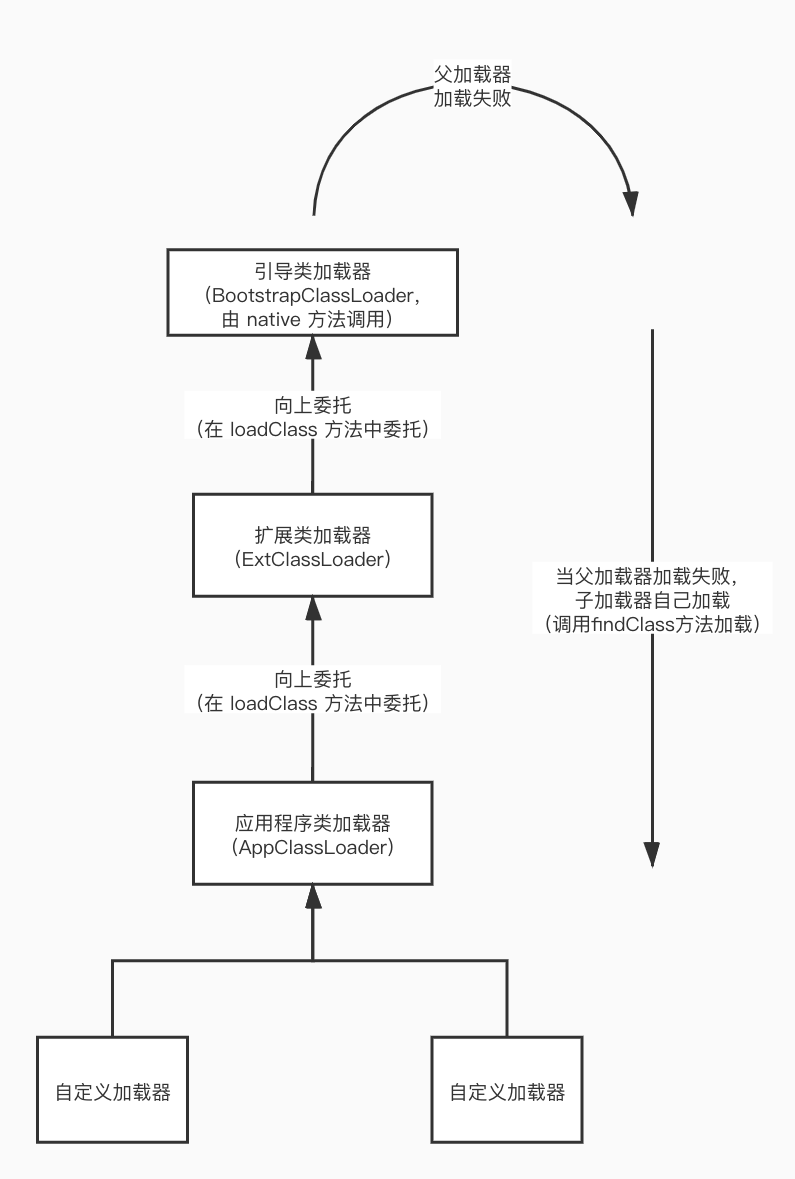 父加载器
加载失败
引导类加载器
（BootstrapClassLoader，
由 native 方法调用）
向上委托
（在 loadClass 方法中委托）
扩展类加载器
（ExtClassLoader）
当父加载器加载失败，
子加载器自己加载
（调用findClass方法加载）
向上委托
（在 loadClass 方法中委托）
应用程序类加载器
（AppClassLoader）
自定义加载器
自定义加载器